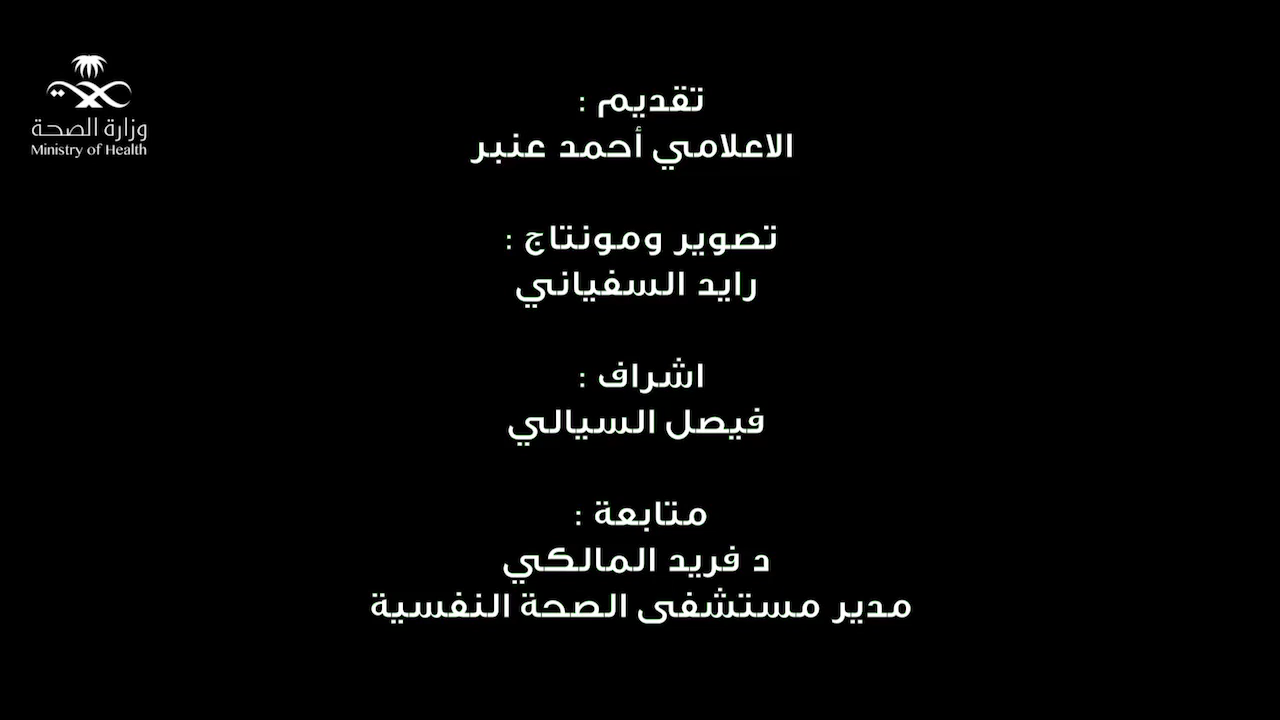 وزارة الصحة
Ministry of Health
تقديم :
الاعلامي أحمد عنبر
تصوير ومونتاج :
رايد السفياني
اشراف :
فيصل السيالي
متابعة :
د فريد المالكي
مدير مستشفى الصحة النفسية